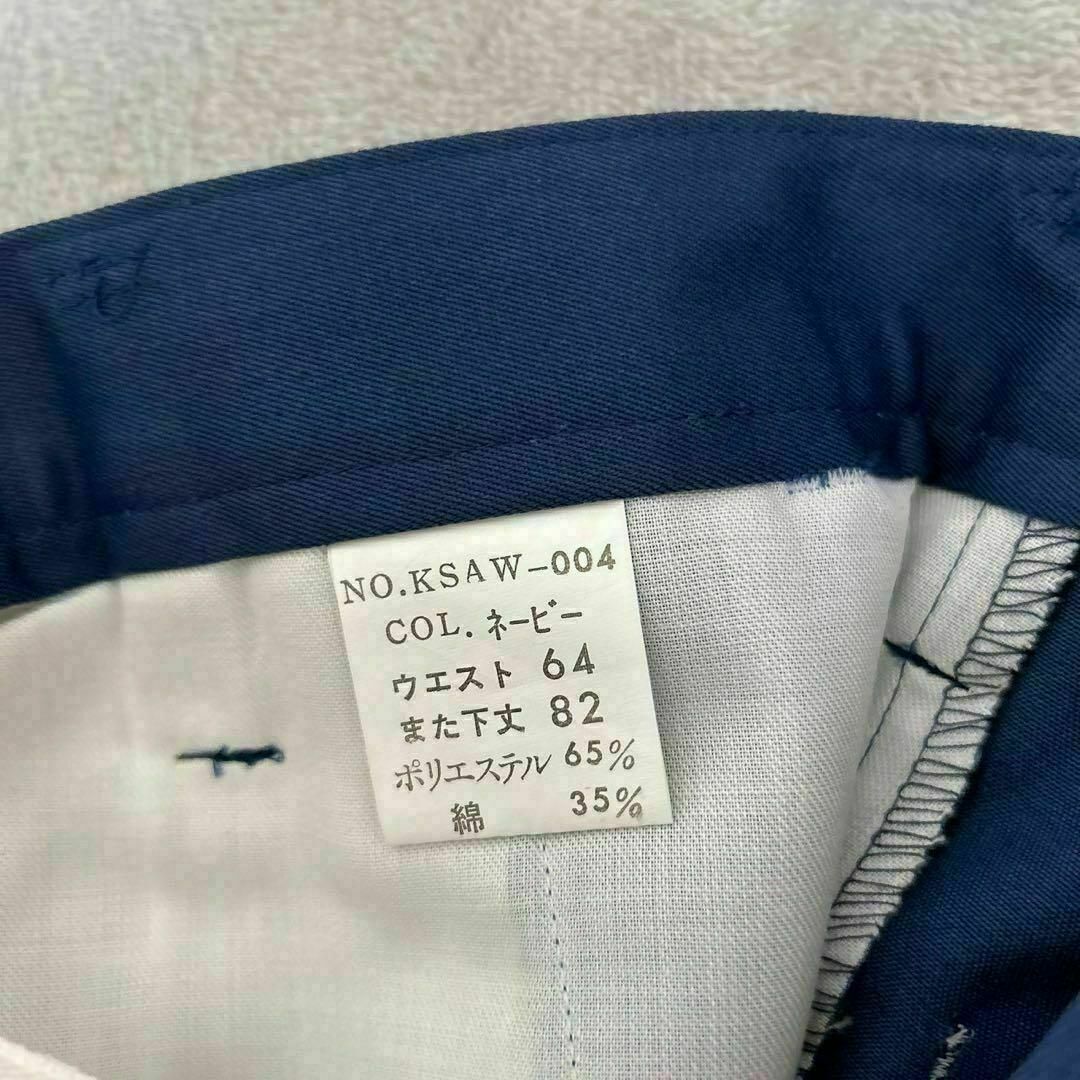 NO.KSAW-004
COL. ネービー
ウエスト 64
また下丈 82
ポリエステル 65%
綿 35%